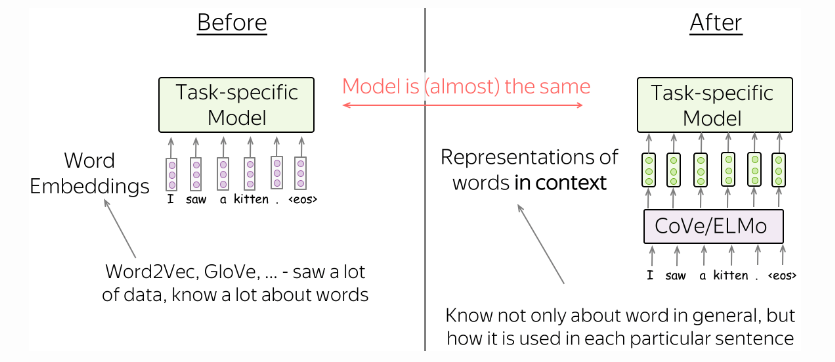 Before
Task-specific
Model
Word
Embeddings
I saw a kitten . <eos>
Word2Vec, GloVe, ... - saw a lot
of data, know a lot about words
Model is (almost) the same
After
Task-specific
Model
Representations of
words in context
CoVe/ELMo
I saw a kitten . <eos>
Know not only about word in general, but
how it is used in each particular sentence